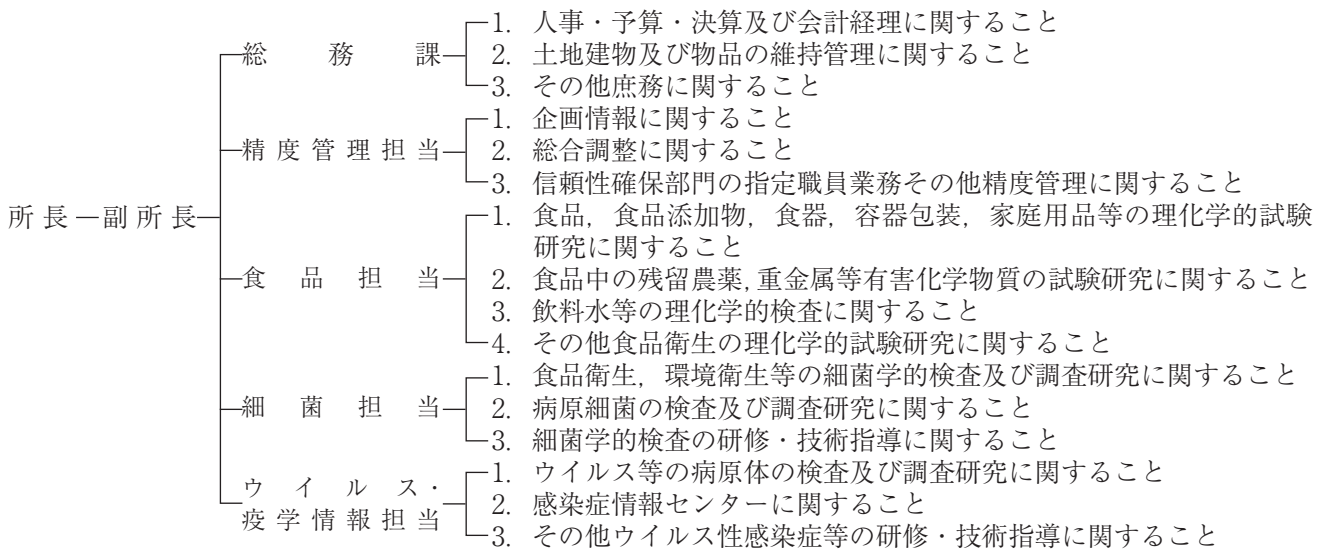 所長
副所長
総務課
1. 人事・予算・決算及び会計経理に関すること
2. 土地建物及び物品の維持管理に関すること
3. その他庶務に関すること
精度管理担当
1. 企画情報に関すること
2. 総合調整に関すること
3. 信頼性確保部門の指定職員業務その他精度管理に関すること
食品担当
1. 食品，食品添加物，食器，容器包装，家庭用品等の理化学的試験
研究に関すること
2. 食品中の残留農薬，重金属等有害化学物質の試験研究に関すること
3. 飲料水等の理化学的検査に関すること
4. その他食品衛生の理化学的試験研究に関すること
細菌担当
1. 食品衛生，環境衛生等の細菌学的検査及び調査研究に関すること
2. 病原細菌の検査及び調査研究に関すること
3. 細菌学的検査の研修・技術指導に関すること
ウイルス・
疫学情報担当
1. ウイルス等の病原体の検査及び調査研究に関すること
2. 感染症情報センターに関すること
3. その他ウイルス性感染症等の研修・技術指導に関すること